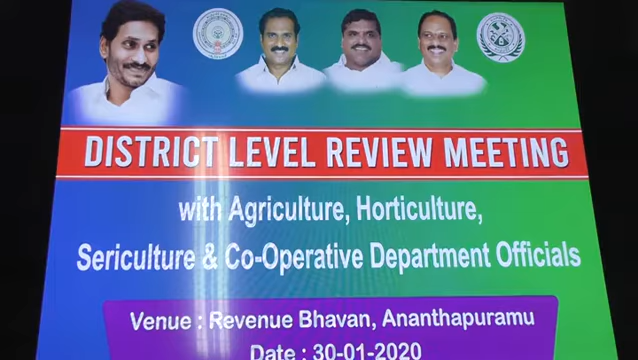 DISTRICT LEVEL REVIEW MEETING
with Agriculture, Horticulture,
Sericulture & Co-Operative Department Officials
Venue : Revenue Bhavan, Ananthapuramu
Date : 30-01-2020